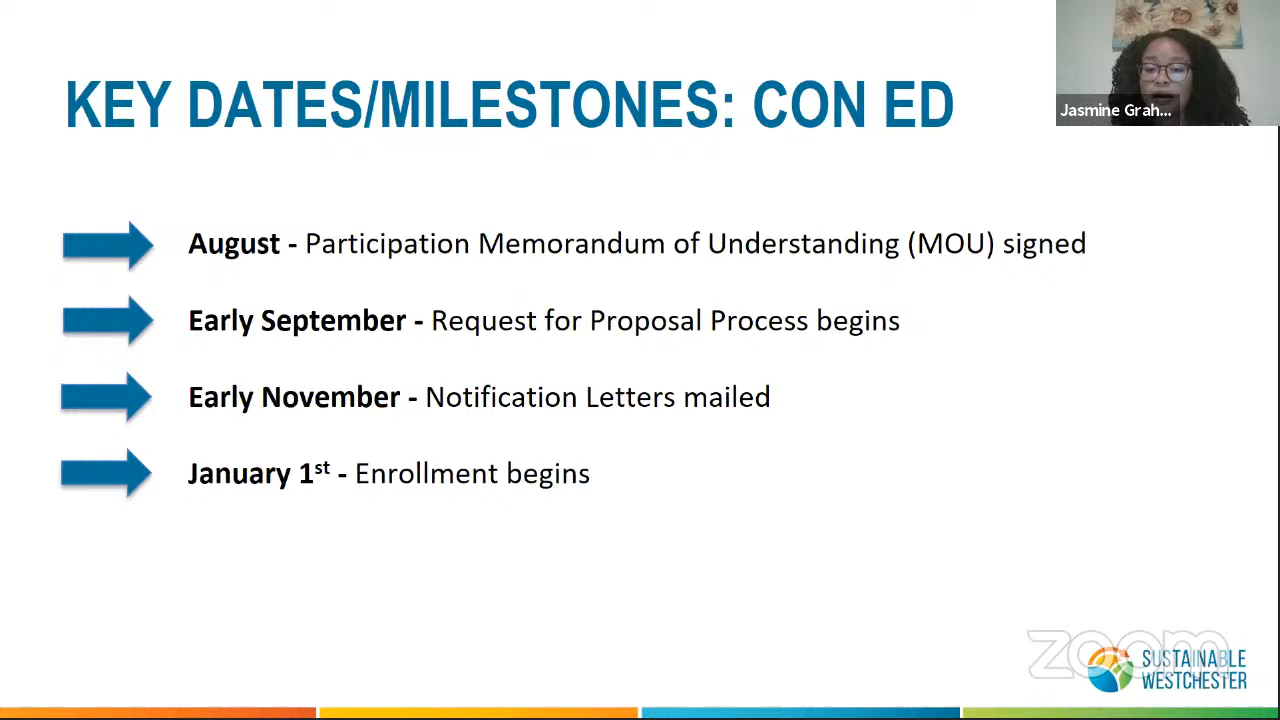 KEY DATES/MILESTONES: CON ED
Jasmine Grah...
August - Participation Memorandum of Understanding (MOU) signed
Early September - Request for Proposal Process begins
Early November - Notification Letters mailed
January 1st - Enrollment begins
zoom
SUSTAINABLE
WESTCHESTER